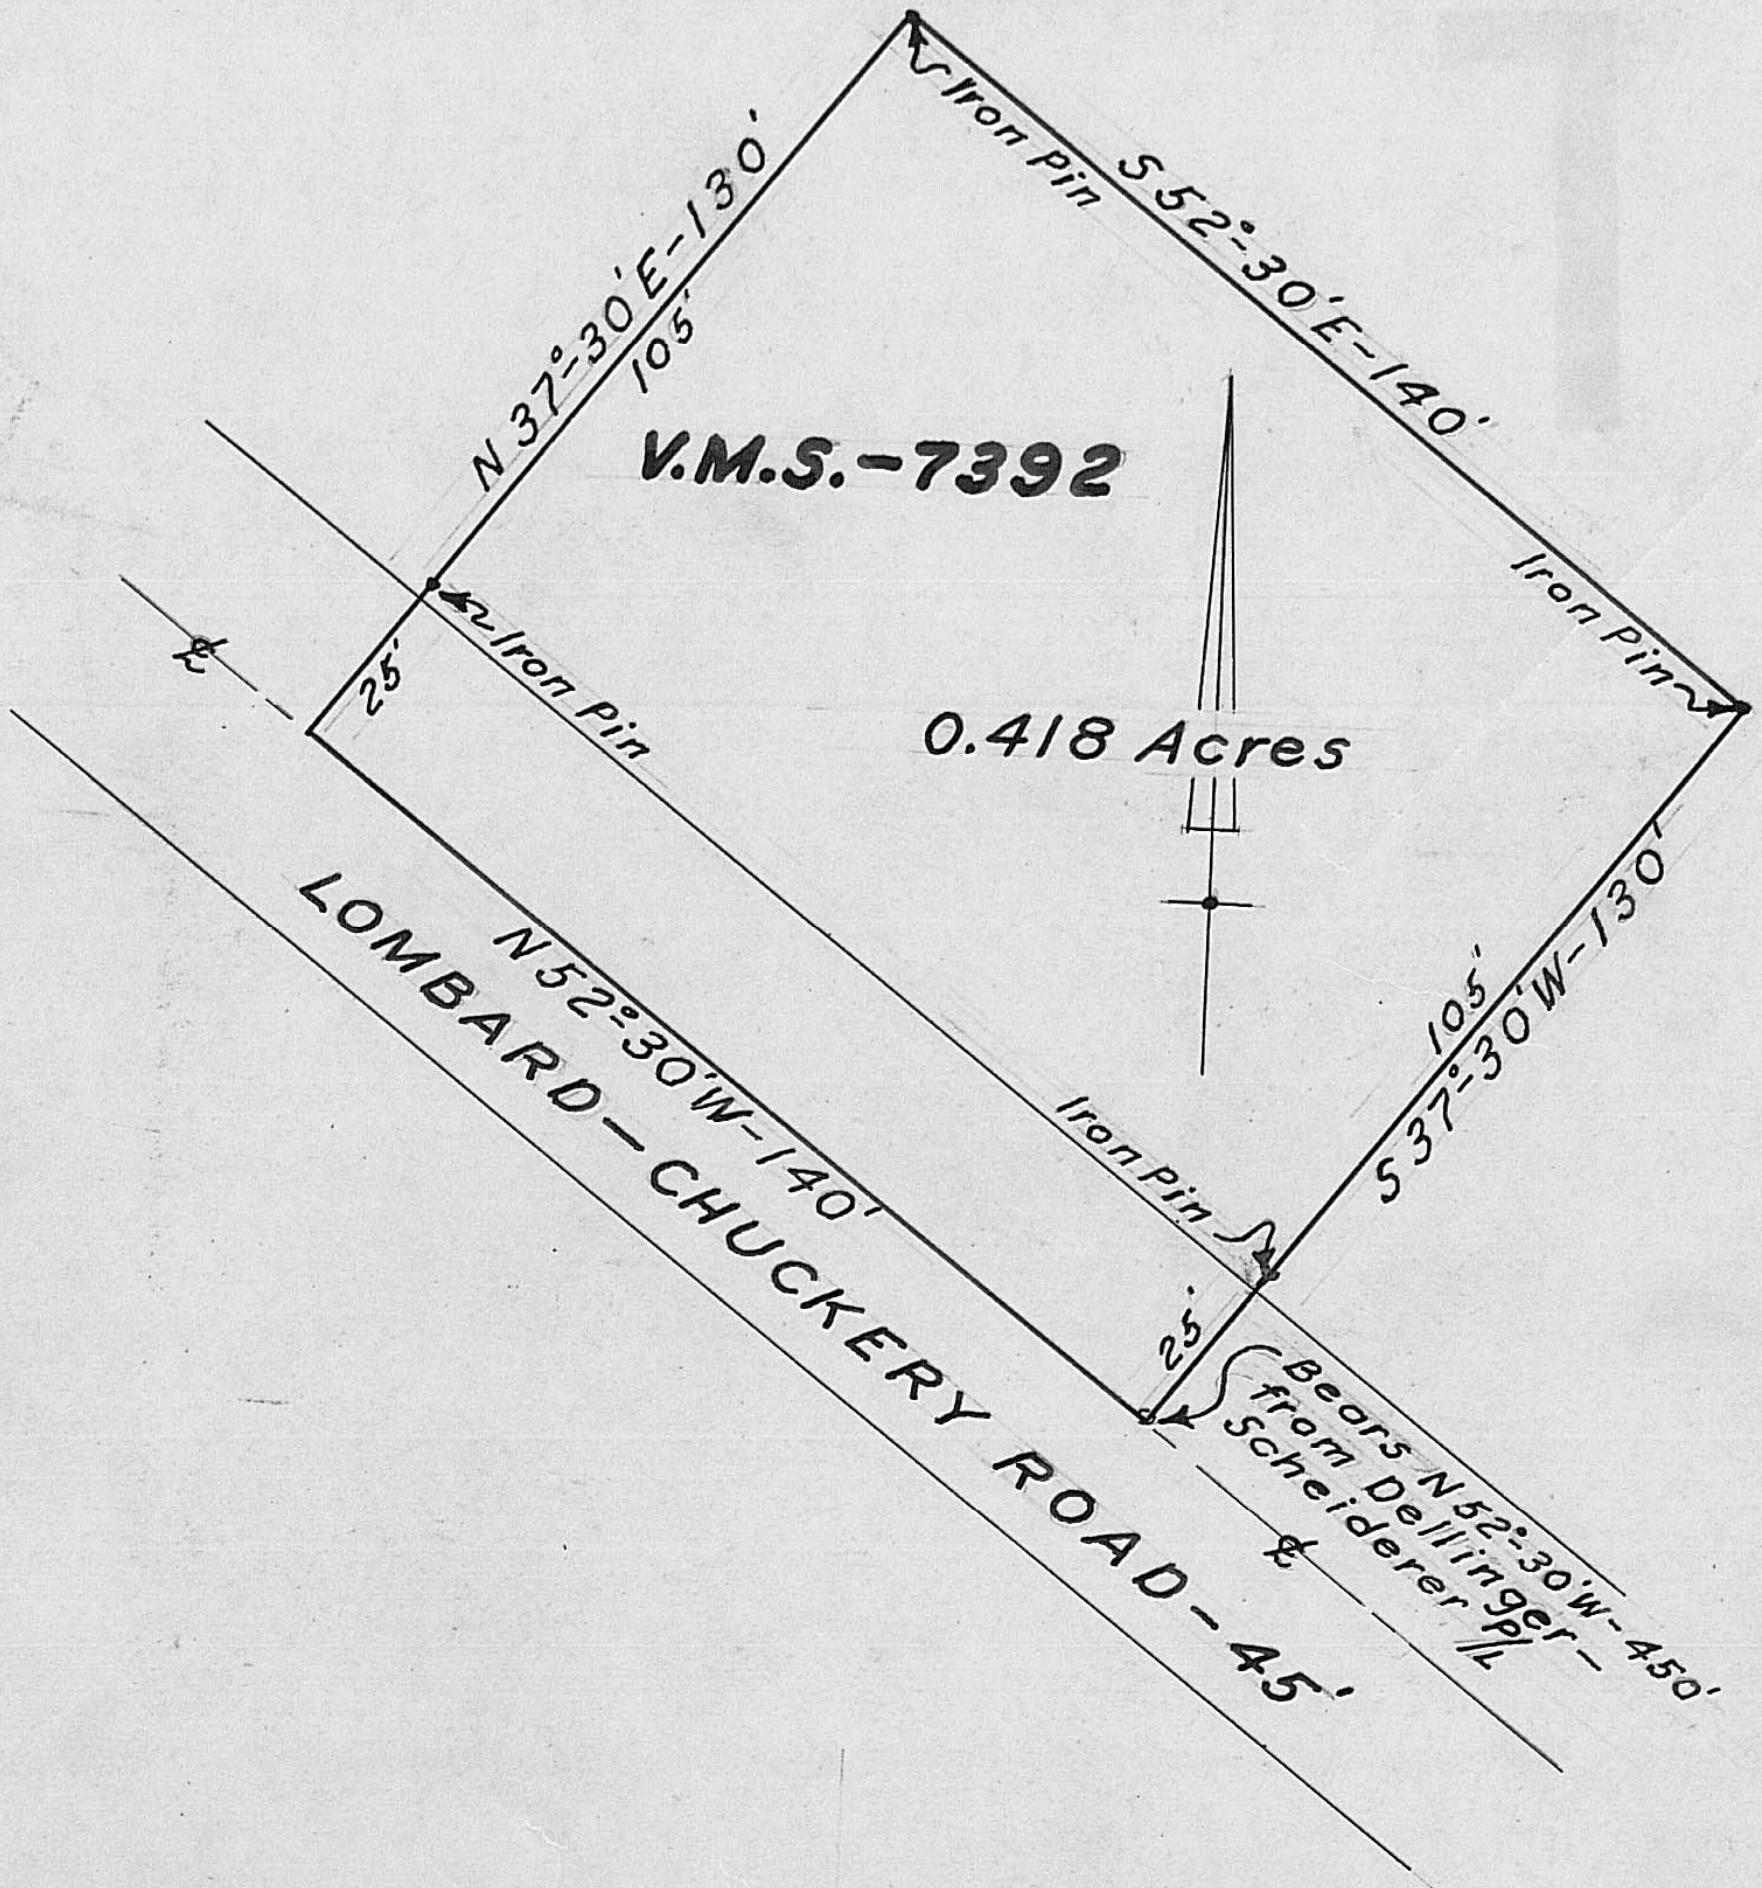 Iron Pin
S 52°-30' E-140'
N 37°-30' E-130'
105'
V.M.S.-7392
Iron Pin
25'
Iron Pin
℄
0.418 Acres
N 52°-30' W-140'
LOMBARD-CHUCKERY ROAD-45'
105'
S 37°-30' W-130'
Iron Pin
25'
Bears N 52°-30' W-450'
from Dellinger-
Scheiderer P/L
℄